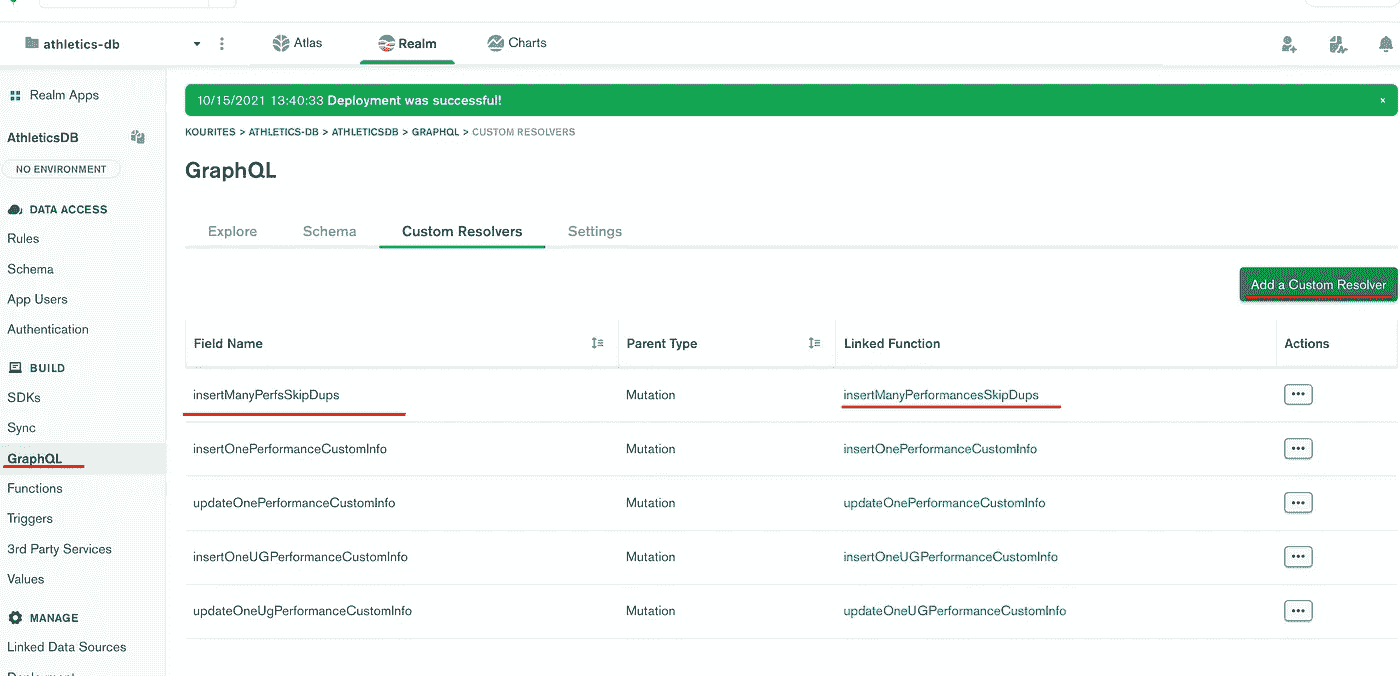 athletics-db Atlas Realm Charts
Realm Apps
AthleticsDB
NO ENVIRONMENT
DATA ACCESS
Rules
Schema
App Users
Authentication
BUILD
SDKs
Sync
GraphQL
Functions
Triggers
3rd Party Services
Values
MANAGE
Linked Data Sources
Deployment
10/15/2021 13:40:33 Deployment was successful! ×
KOURITES > ATHLETICS-DB > ATHLETICSDB > GRAPHQL > CUSTOM RESOLVERS
GraphQL
Explore Schema Custom Resolvers Settings
Add a Custom Resolver
Field Name Parent Type Linked Function Actions
insertManyPerfsSkipDups Mutation insertManyPerformancesSkipDups
insertOnePerformanceCustomInfo Mutation insertOnePerformanceCustomInfo
updateOnePerformanceCustomInfo Mutation updateOnePerformanceCustomInfo
insertOneUGPerformanceCustomInfo Mutation insertOneUGPerformanceCustomInfo
updateOneUgPerformanceCustomInfo Mutation updateOneUGPerformanceCustomInfo